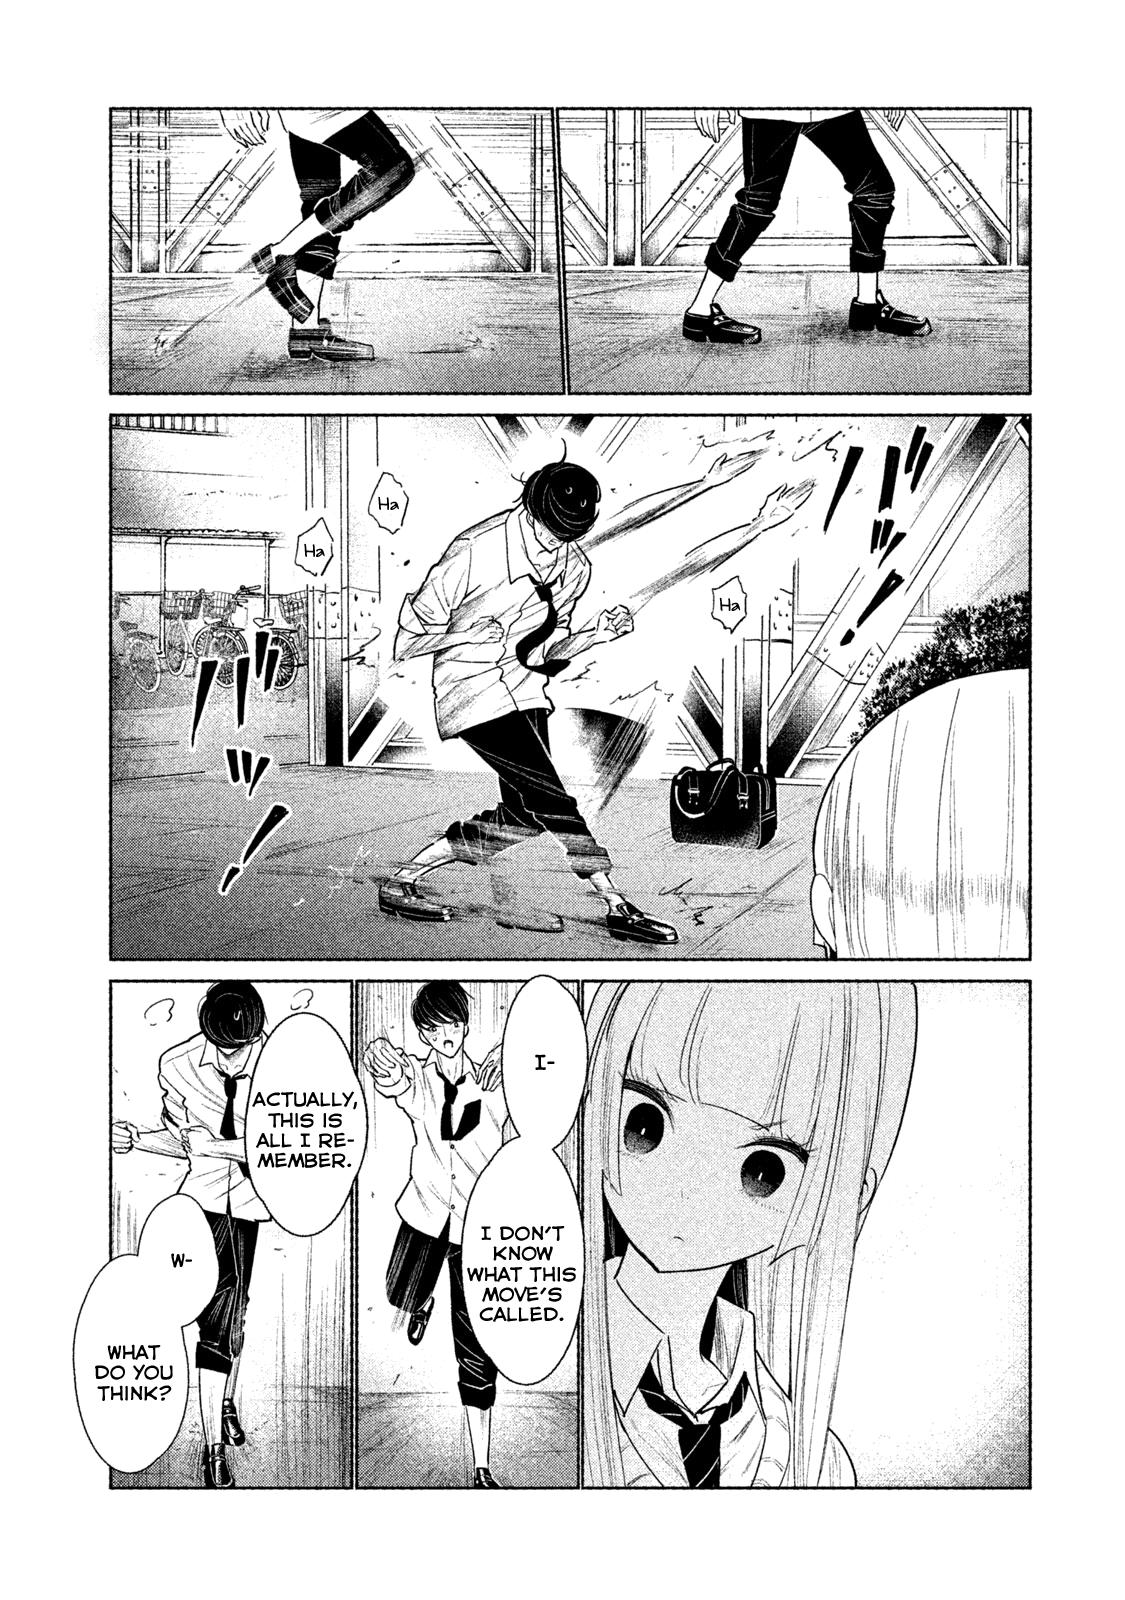 Ha
Ha
Ha
I-
I DON'T
KNOW
WHAT THIS
MOVE'S
CALLED.
ACTUALLY,
THIS IS
ALL I RE-
MEMBER.
W-
WHAT
DO YOU
THINK?